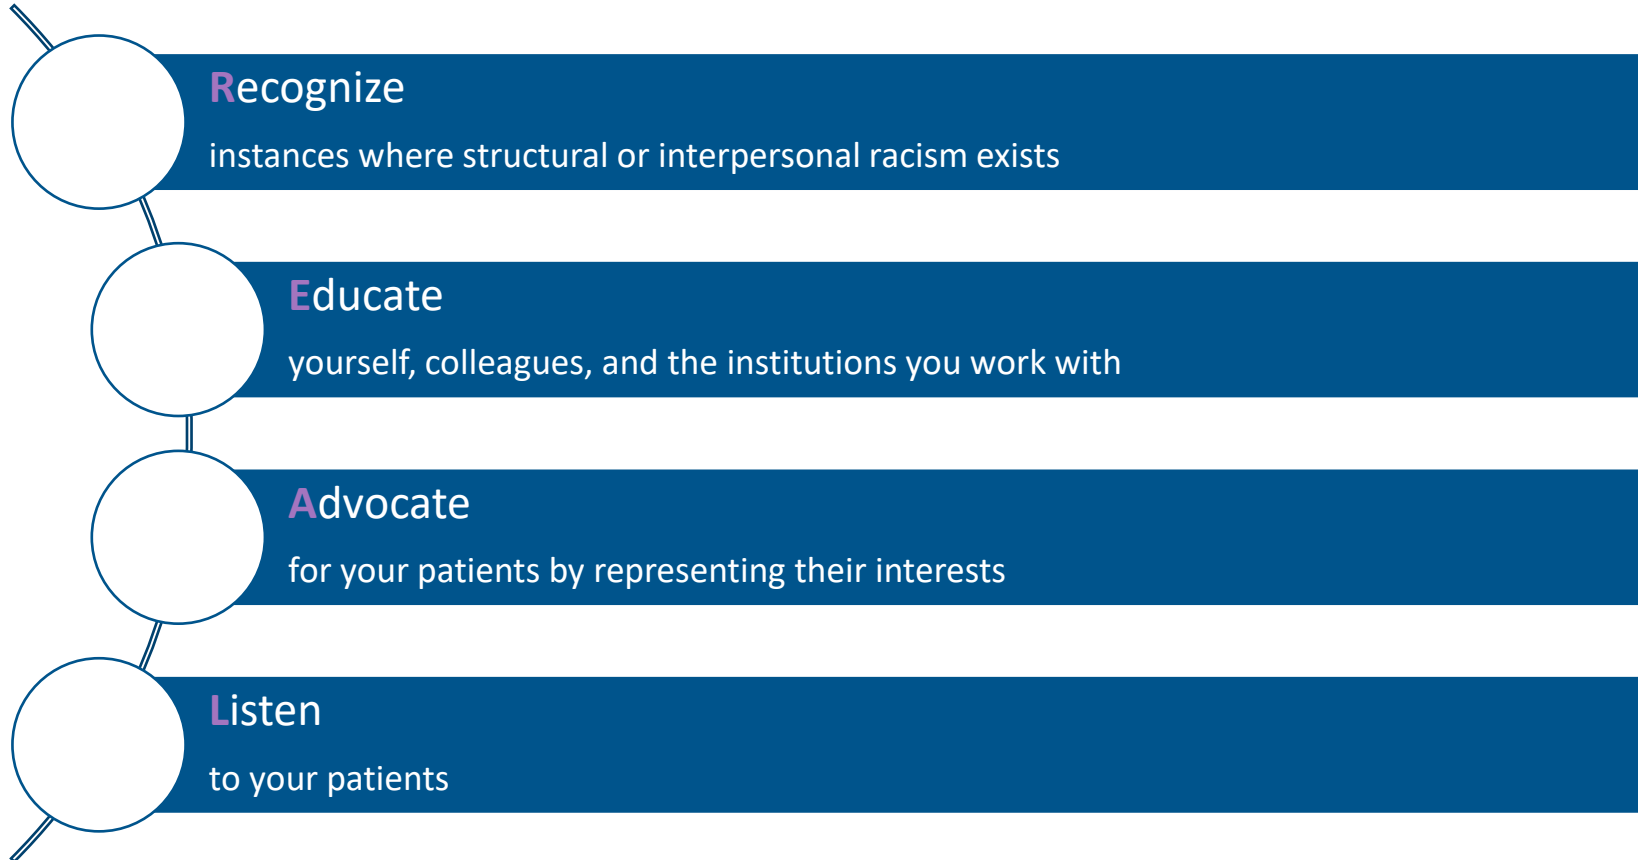 Recognize
instances where structural or interpersonal racism exists
Educate
yourself, colleagues, and the institutions you work with
Advocate
for your patients by representing their interests
Listen
to your patients